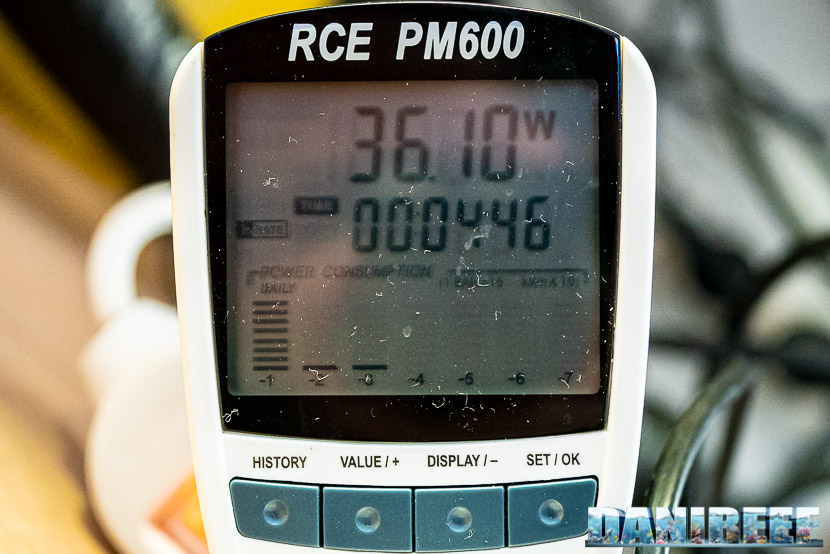 RCE PM600
36.10 W
TIME
000446
RATE
POWER CONSUMPTION
DAILY
-1 -2 -3 -4 -5 -6 -7
HISTORY VALUE / + DISPLAY / – SET / OK
DANIREEF